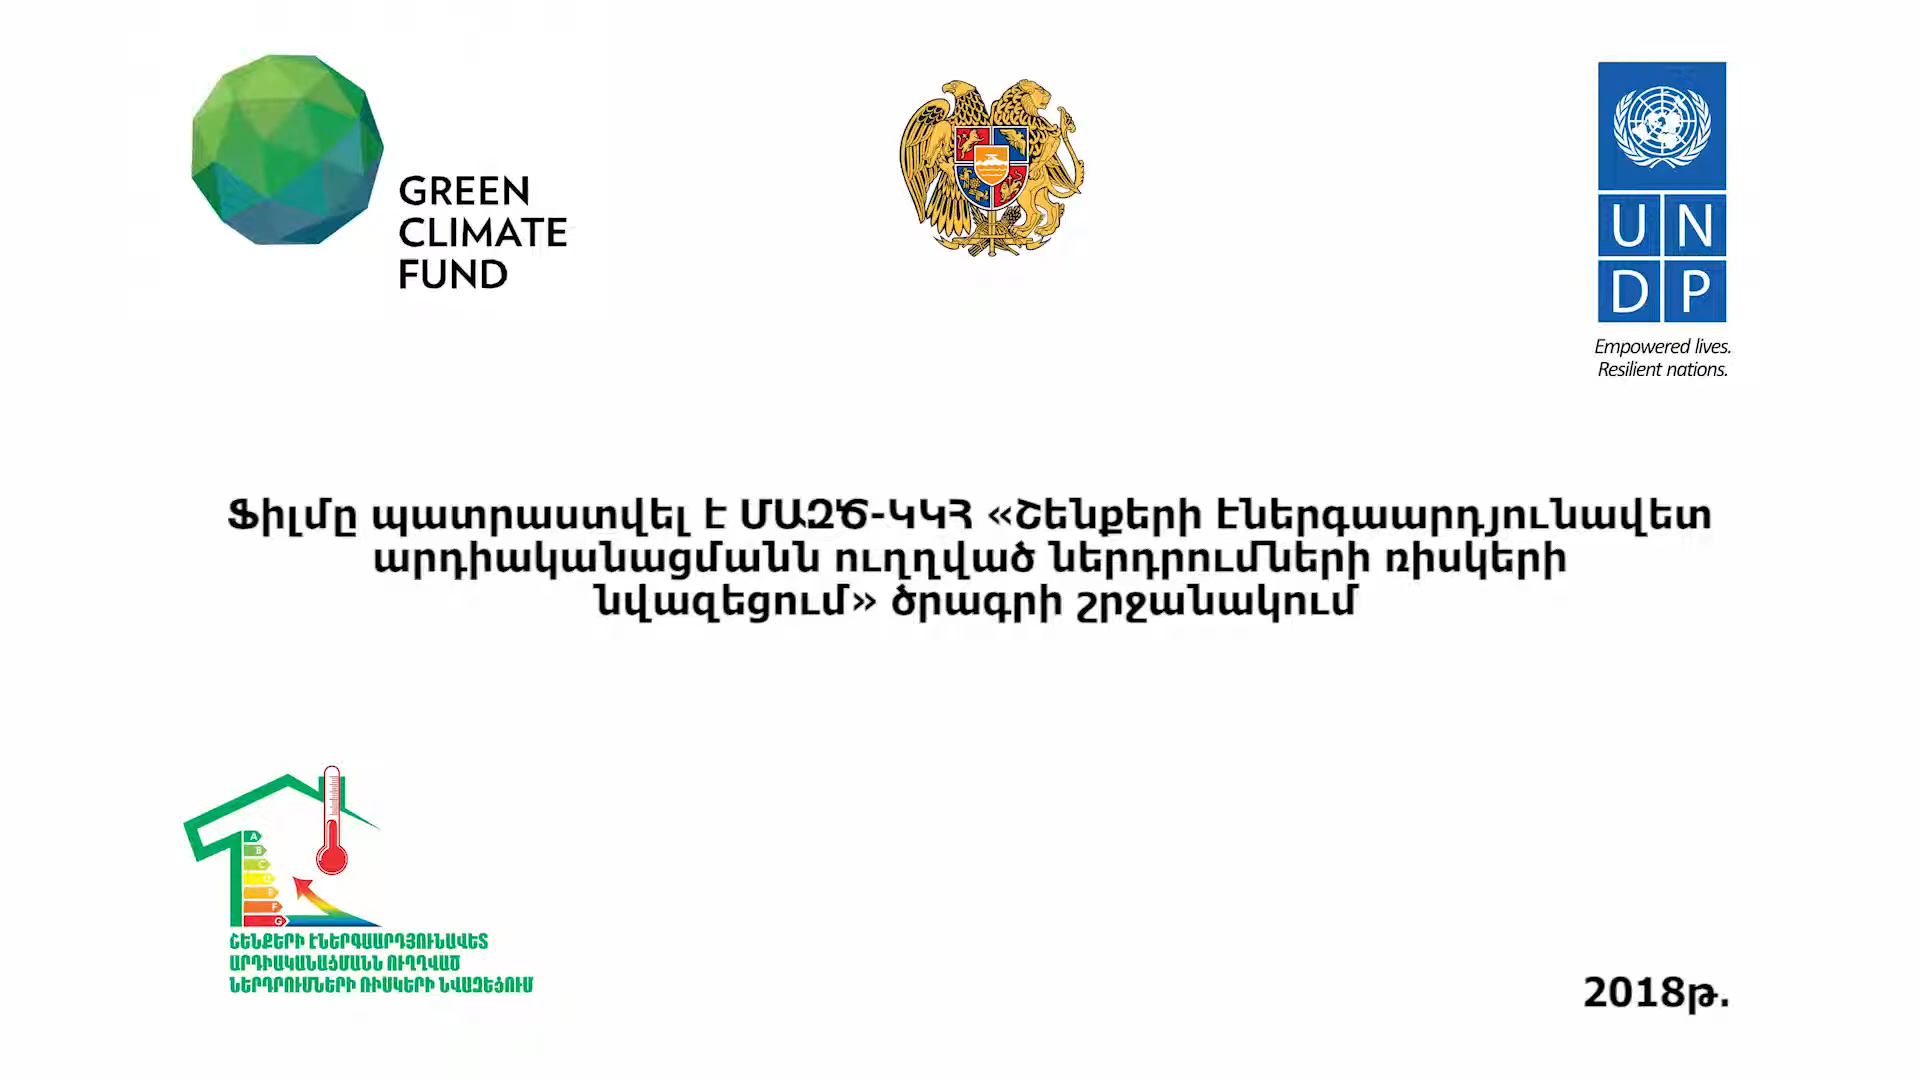 GREEN
CLIMATE
FUND
U N
D P
Empowered lives.
Resilient nations.
Ֆիլմը պատրաստվել է ՄԱԶԾ-ԿԿՀ «Շենքերի էներգաարդյունավետ
արդիականացմանն ուղղված ներդրումների ռիսկերի
նվազեցում» ծրագրի շրջանակում
A
B
C
D
E
F
G
ՇԵՆՔԵՐԻ ԷՆԵՐԳԱԱՐԴՅՈՒՆԱՎԵՏ
ԱՐԴԻԱԿԱՆԱՑՄԱՆՆ ՈՒՂՂՎԱԾ
ՆԵՐԴՐՈՒՄՆԵՐԻ ՌԻՍԿԵՐԻ ՆՎԱԶԵՑՈՒՄ
2018թ.